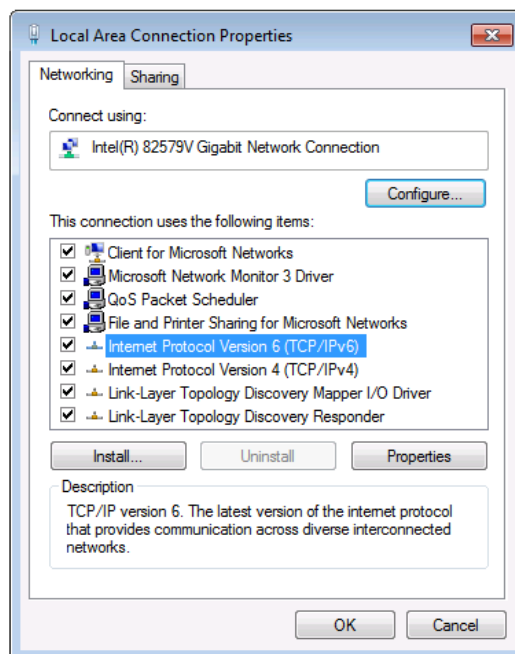 Local Area Connection Properties
Networking
Sharing
Connect using:
Intel(R) 82579V Gigabit Network Connection
Configure...
This connection uses the following items:
Client for Microsoft Networks
Microsoft Network Monitor 3 Driver
QoS Packet Scheduler
File and Printer Sharing for Microsoft Networks
Internet Protocol Version 6 (TCP/IPv6)
Internet Protocol Version 4 (TCP/IPv4)
Link-Layer Topology Discovery Mapper I/O Driver
Link-Layer Topology Discovery Responder
Install...
Uninstall
Properties
Description
TCP/IP version 6. The latest version of the internet protocol
that provides communication across diverse interconnected
networks.
OK
Cancel